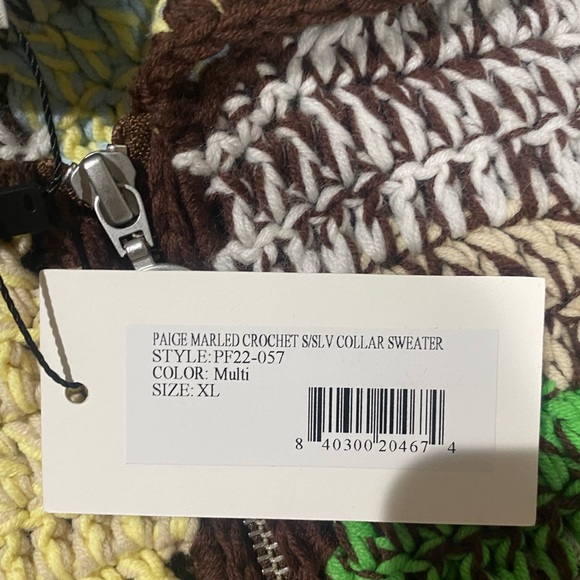 PAIGE MARLED CROCHET S/SLV COLLAR SWEATER
STYLE: PF22-057
COLOR: Multi
SIZE: XL
8 40300 20467 4